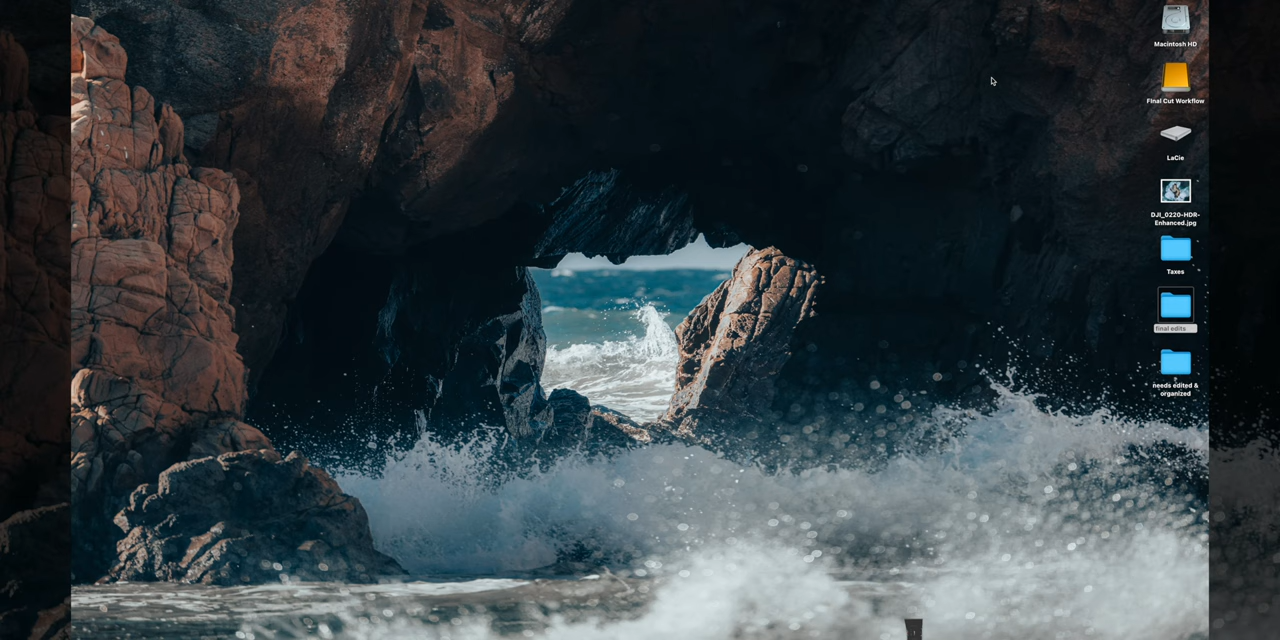 Macintosh HD
FInal Cut Workflow
LaCie
DJI_0220-HDR-
Enhanced.jpg
Taxes
final edits
needs edited &
organized